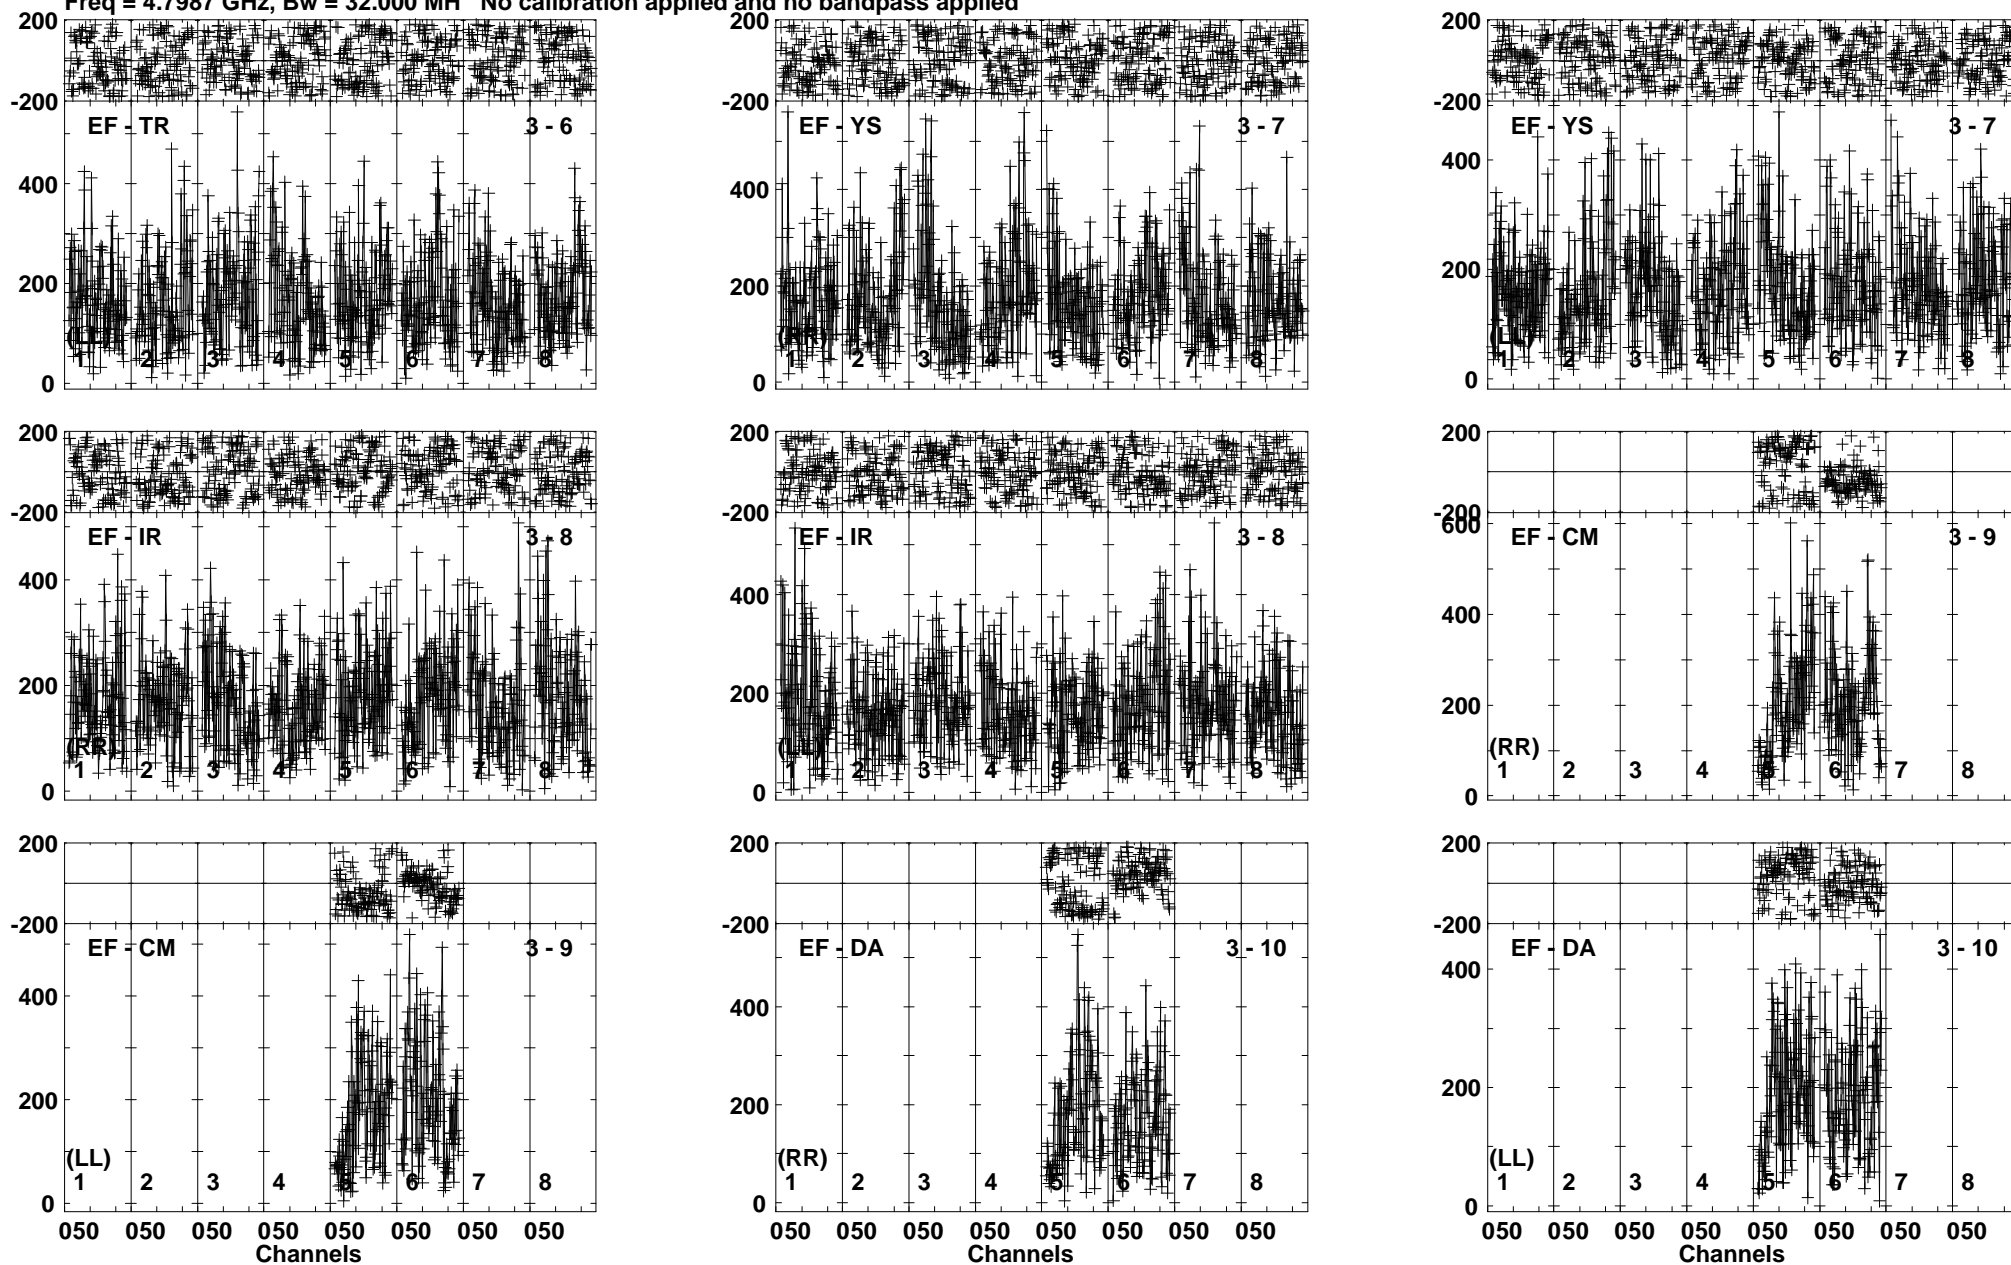 Freq = 4.7987 GHz, Bw = 32.000 MH No calibration applied and no bandpass applied
200
-200
EF - TR 3 - 6
400
200
(LL)
1 2 3 4 5 6 7 8
0
200
-200
EF - YS 3 - 7
400
200
(RR)
1 2 3 4 5 6 7 8
0
200
-200
EF - YS 3 - 7
400
200
(LL)
1 2 3 4 5 6 7 8
0
200
-200
EF - IR 3 - 8
400
200
(RR)
1 2 3 4 5 6 7 8
0
200
-200
EF - IR 3 - 8
400
200
(LL)
1 2 3 4 5 6 7 8
0
200
-200
600
EF - CM 3 - 9
400
200
(RR)
1 2 3 4 5 6 7 8
0
200
-200
EF - CM 3 - 9
400
200
(LL)
1 2 3 4 5 6 7 8
0
050 050 050 050 050 050 050 050
Channels
200
-200
EF - DA 3 - 10
400
200
(RR)
1 2 3 4 5 6 7 8
0
050 050 050 050 050 050 050 050
Channels
200
-200
EF - DA 3 - 10
400
200
(LL)
1 2 3 4 5 6 7 8
0
050 050 050 050 050 050 050 050
Channels